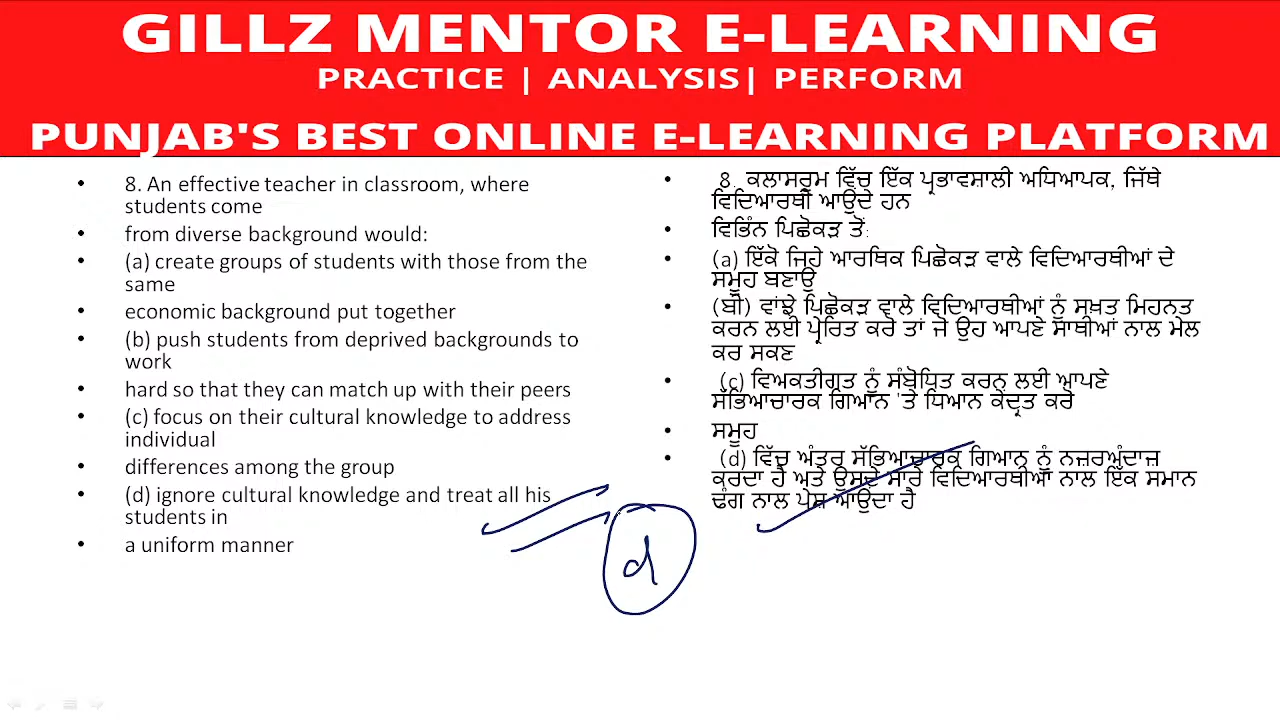 GILLZ MENTOR E-LEARNING
PRACTICE | ANALYSIS| PERFORM
PUNJAB'S BEST ONLINE E-LEARNING PLATFORM
• 8. An effective teacher in classroom, where
students come
• from diverse background would:
• (a) create groups of students with those from the
same
• economic background put together
• (b) push students from deprived backgrounds to
work
• hard so that they can match up with their peers
• (c) focus on their cultural knowledge to address
individual
• differences among the group
• (d) ignore cultural knowledge and treat all his
students in
• a uniform manner
• 8. ਕਲਾਸਰੂਮ ਵਿੱਚ ਇੱਕ ਪ੍ਰਭਾਵਸ਼ਾਲੀ ਅਧਿਆਪਕ, ਜਿੱਥੇ
ਵਿਦਿਆਰਥੀ ਆਉਂਦੇ ਹਨ
• ਵਿਭਿੰਨ ਪਿਛੋਕੜ ਤੋਂ:
• (a) ਇੱਕੋ ਜਿਹੇ ਆਰਥਿਕ ਪਿਛੋਕੜ ਵਾਲੇ ਵਿਦਿਆਰਥੀਆਂ ਦੇ
ਸਮੂਹ ਬਣਾਉ
• (ਬੀ) ਵਾਂਝੇ ਪਿਛੋਕੜ ਵਾਲੇ ਵਿਦਿਆਰਥੀਆਂ ਨੂੰ ਸਖ਼ਤ ਮਿਹਨਤ
ਕਰਨ ਲਈ ਪ੍ਰੇਰਿਤ ਕਰੋ ਤਾਂ ਜੋ ਉਹ ਆਪਣੇ ਸਾਥੀਆਂ ਨਾਲ ਮੇਲ
ਕਰ ਸਕਣ
• (c) ਵਿਅਕਤੀਗਤ ਨੂੰ ਸੰਬੋਧਿਤ ਕਰਨ ਲਈ ਆਪਣੇ
ਸੱਭਿਆਚਾਰਕ ਗਿਆਨ 'ਤੇ ਧਿਆਨ ਕੇਂਦ੍ਰਤ ਕਰੋ
• ਸਮੂਹ
• (d) ਵਿੱਚ ਅੰਤਰ ਸੱਭਿਆਚਾਰਕ ਗਿਆਨ ਨੂੰ ਨਜ਼ਰਅੰਦਾਜ਼
ਕਰਦਾ ਹੈ ਅਤੇ ਉਸਦੇ ਸਾਰੇ ਵਿਦਿਆਰਥੀਆਂ ਨਾਲ ਇੱਕ ਸਮਾਨ
ਢੰਗ ਨਾਲ ਪੇਸ਼ ਆਉਂਦਾ ਹੈ
d